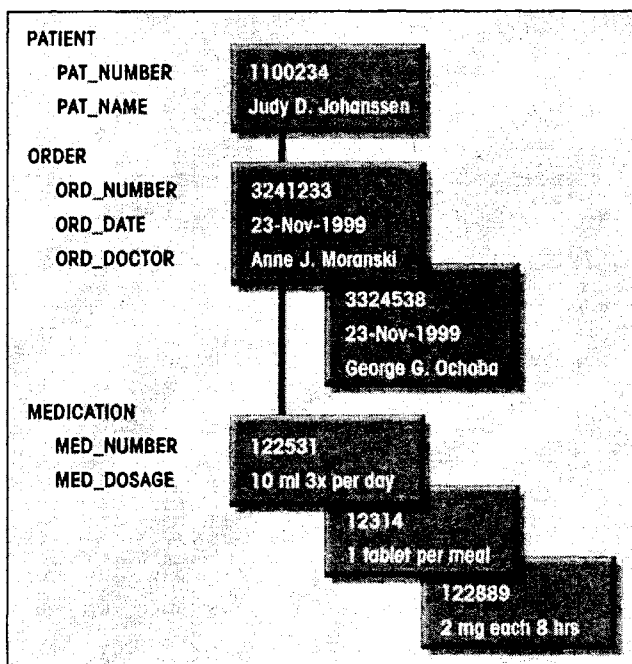 PATIENT
PAT_NUMBER 1100234
PAT_NAME Judy D. Johanssen
ORDER
ORD_NUMBER 3241233
ORD_DATE 23-Nov-1999
ORD_DOCTOR Anne J. Moranski
3324538
23-Nov-1999
George G. Ochoba
MEDICATION
MED_NUMBER 122531
MED_DOSAGE 10 ml 3x per day
12314
1 tablet per meal
122889
2 mg each 8 hrs